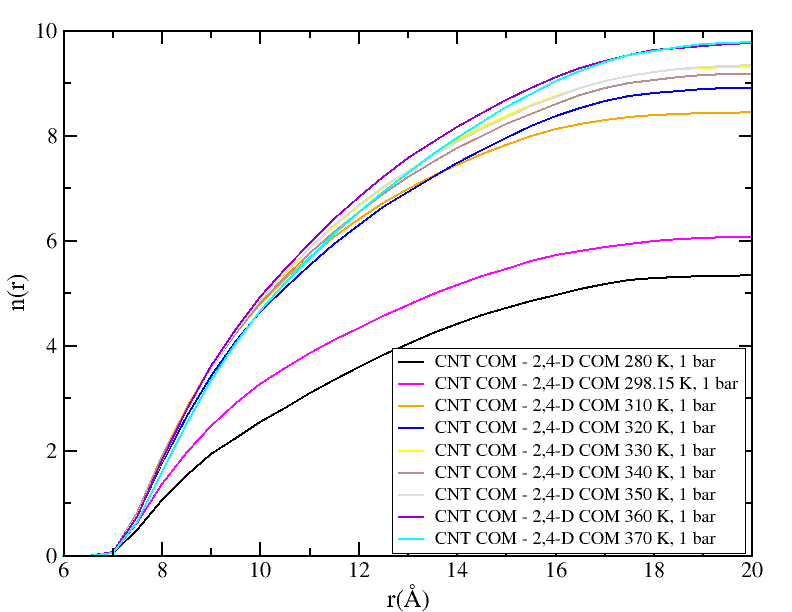 10
8
6
4
2
0
n(r)
CNT COM - 2,4-D COM 280 K, 1 bar
CNT COM - 2,4-D COM 298.15 K, 1 bar
CNT COM - 2,4-D COM 310 K, 1 bar
CNT COM - 2,4-D COM 320 K, 1 bar
CNT COM - 2,4-D COM 330 K, 1 bar
CNT COM - 2,4-D COM 340 K, 1 bar
CNT COM - 2,4-D COM 350 K, 1 bar
CNT COM - 2,4-D COM 360 K, 1 bar
CNT COM - 2,4-D COM 370 K, 1 bar
6 8 10 12 14 16 18 20
r(Å)